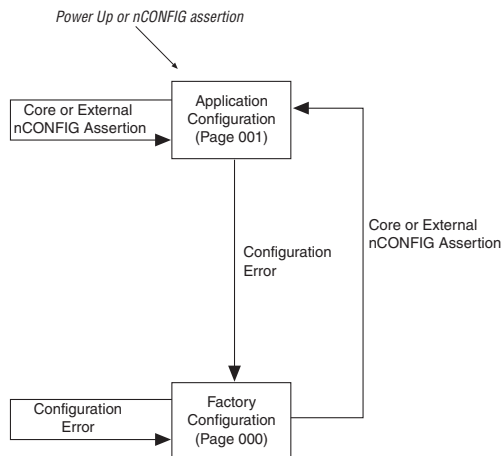 Power Up or nCONFIG assertion
Application
Configuration
(Page 001)
Core or External
nCONFIG Assertion
Configuration
Error
Core or External
nCONFIG Assertion
Factory
Configuration
(Page 000)
Configuration
Error